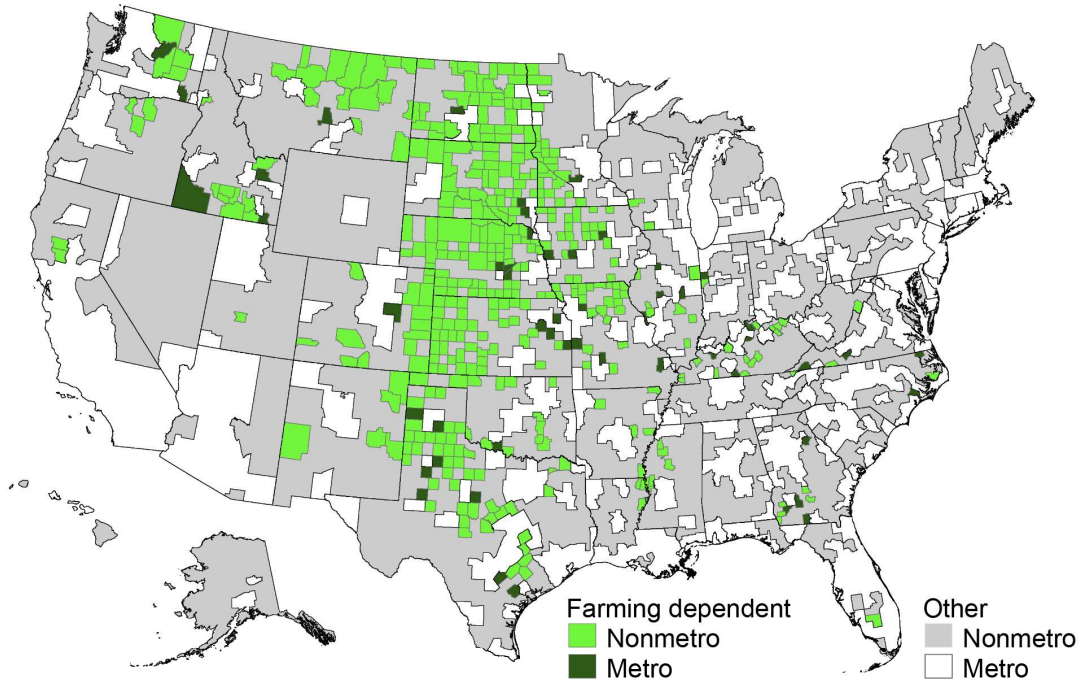 Farming dependent
Nonmetro
Metro
Other
Nonmetro
Metro